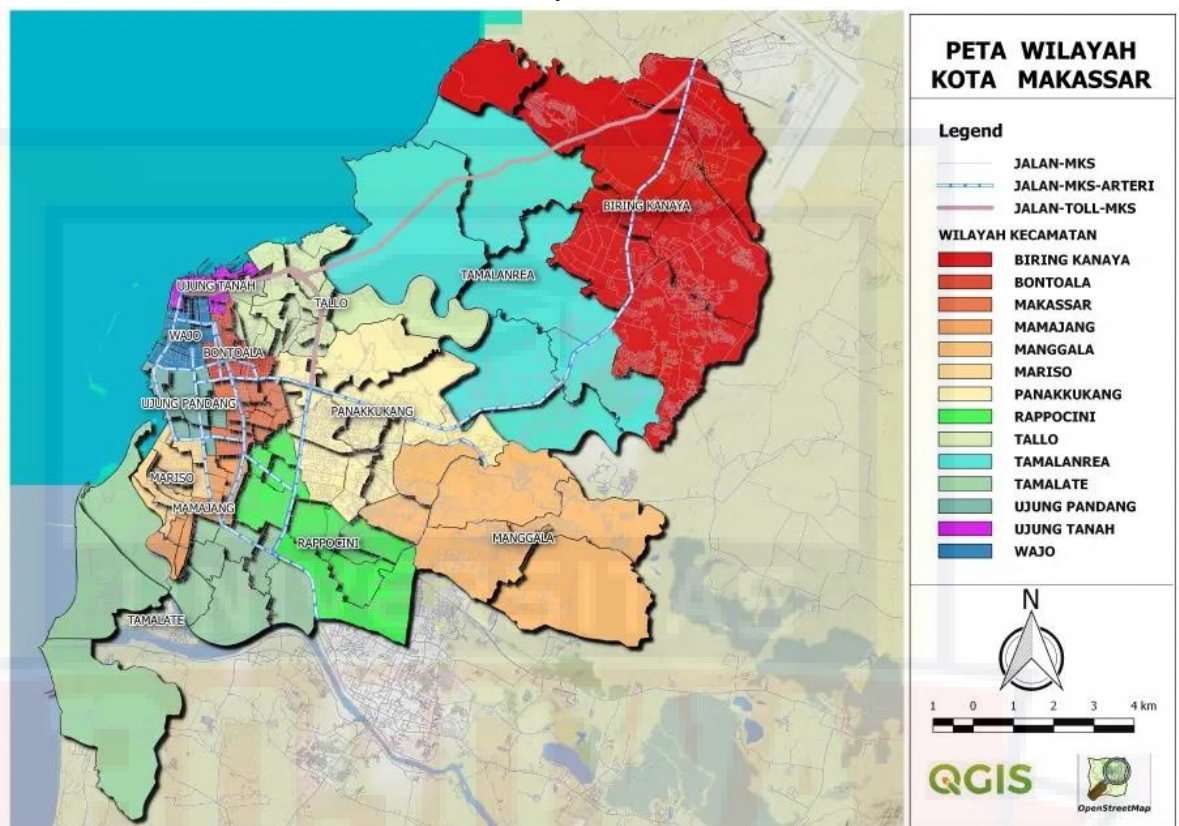 PETA WILAYAH
KOTA MAKASSAR
Legend
JALAN-MKS
JALAN-MKS-ARTERI
JALAN-TOLL-MKS
WILAYAH KECAMATAN
BIRING KANAYA
BONTOALA
MAKASSAR
MAMAJANG
MANGGALA
MARISO
PANAKKUKANG
RAPPOCINI
TALLO
TAMALANREA
TAMALATE
UJUNG PANDANG
UJUNG TANAH
WAJO
N
1 0 1 2 3 4 km
QGIS
OpenStreetMap
BIRING KANAYA
TAMALANREA
UJUNG TANAH
TALLO
WAJO
BONTOALA
UJUNG PANDANG
PANAKKUKANG
MARISO
MAMAJANG
RAPPOCINI
MANGGALA
TAMALATE
UNIVERSITAS